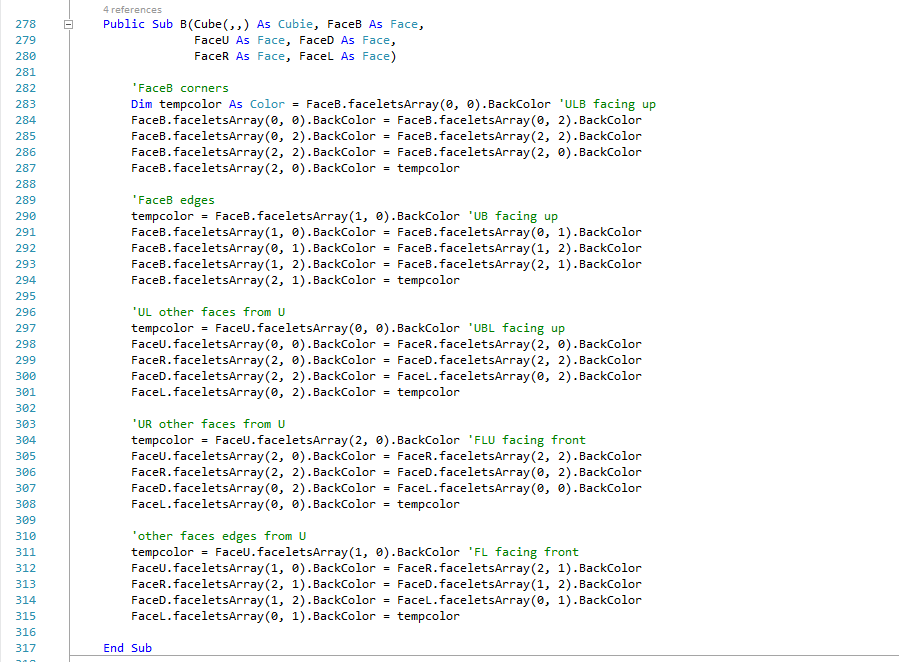 4 references
278 Public Sub B(Cube(,,) As Cubie, FaceB As Face,
279 FaceU As Face, FaceD As Face,
280 FaceR As Face, FaceL As Face)
281
282 'FaceB corners
283 Dim tempcolor As Color = FaceB.faceletsArray(0, 0).BackColor 'ULB facing up
284 FaceB.faceletsArray(0, 0).BackColor = FaceB.faceletsArray(0, 2).BackColor
285 FaceB.faceletsArray(0, 2).BackColor = FaceB.faceletsArray(2, 2).BackColor
286 FaceB.faceletsArray(2, 2).BackColor = FaceB.faceletsArray(2, 0).BackColor
287 FaceB.faceletsArray(2, 0).BackColor = tempcolor
288
289 'FaceB edges
290 tempcolor = FaceB.faceletsArray(1, 0).BackColor 'UB facing up
291 FaceB.faceletsArray(1, 0).BackColor = FaceB.faceletsArray(0, 1).BackColor
292 FaceB.faceletsArray(0, 1).BackColor = FaceB.faceletsArray(1, 2).BackColor
293 FaceB.faceletsArray(1, 2).BackColor = FaceB.faceletsArray(2, 1).BackColor
294 FaceB.faceletsArray(2, 1).BackColor = tempcolor
295
296 'UL other faces from U
297 tempcolor = FaceU.faceletsArray(0, 0).BackColor 'UBL facing up
298 FaceU.faceletsArray(0, 0).BackColor = FaceR.faceletsArray(2, 0).BackColor
299 FaceR.faceletsArray(2, 0).BackColor = FaceD.faceletsArray(2, 2).BackColor
300 FaceD.faceletsArray(2, 2).BackColor = FaceL.faceletsArray(0, 2).BackColor
301 FaceL.faceletsArray(0, 2).BackColor = tempcolor
302
303 'UR other faces from U
304 tempcolor = FaceU.faceletsArray(2, 0).BackColor 'FLU facing front
305 FaceU.faceletsArray(2, 0).BackColor = FaceR.faceletsArray(2, 2).BackColor
306 FaceR.faceletsArray(2, 2).BackColor = FaceD.faceletsArray(0, 2).BackColor
307 FaceD.faceletsArray(0, 2).BackColor = FaceL.faceletsArray(0, 0).BackColor
308 FaceL.faceletsArray(0, 0).BackColor = tempcolor
309
310 'other faces edges from U
311 tempcolor = FaceU.faceletsArray(1, 0).BackColor 'FL facing front
312 FaceU.faceletsArray(1, 0).BackColor = FaceR.faceletsArray(2, 1).BackColor
313 FaceR.faceletsArray(2, 1).BackColor = FaceD.faceletsArray(1, 2).BackColor
314 FaceD.faceletsArray(1, 2).BackColor = FaceL.faceletsArray(0, 1).BackColor
315 FaceL.faceletsArray(0, 1).BackColor = tempcolor
316
317 End Sub